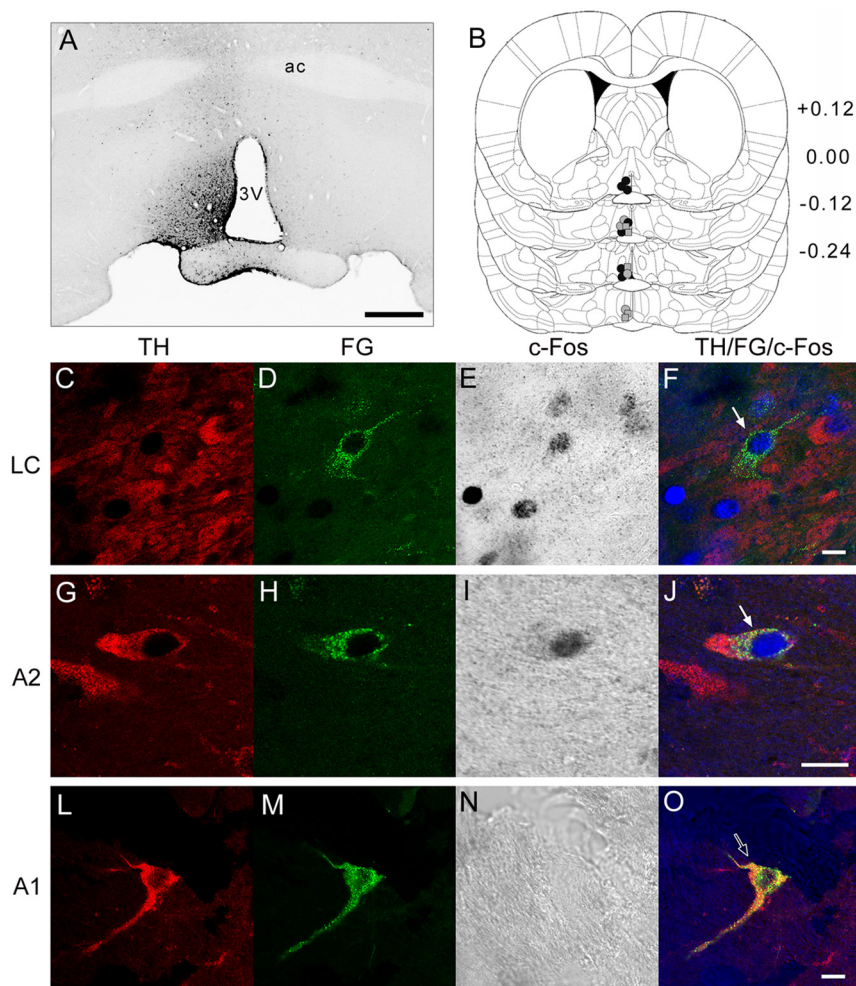 A
ac
3V
B
+0.12
0.00
-0.12
-0.24
TH
FG
c-Fos
TH/FG/c-Fos
LC
C
D
E
F
A2
G
H
I
J
A1
L
M
N
O